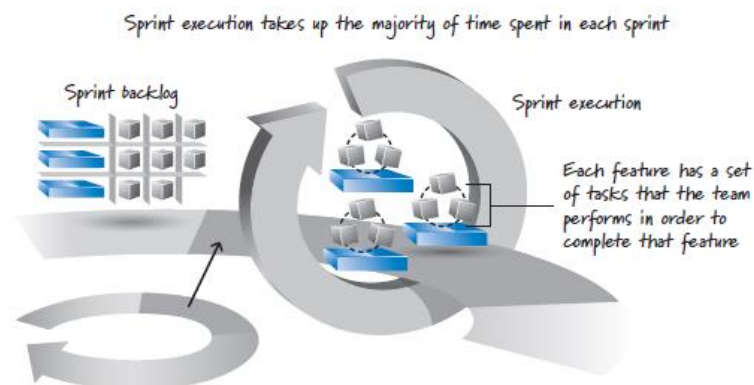 Sprint execution takes up the majority of time spent in each sprint
Sprint backlog
Sprint execution
Each feature has a set
of tasks that the team
performs in order to
complete that feature